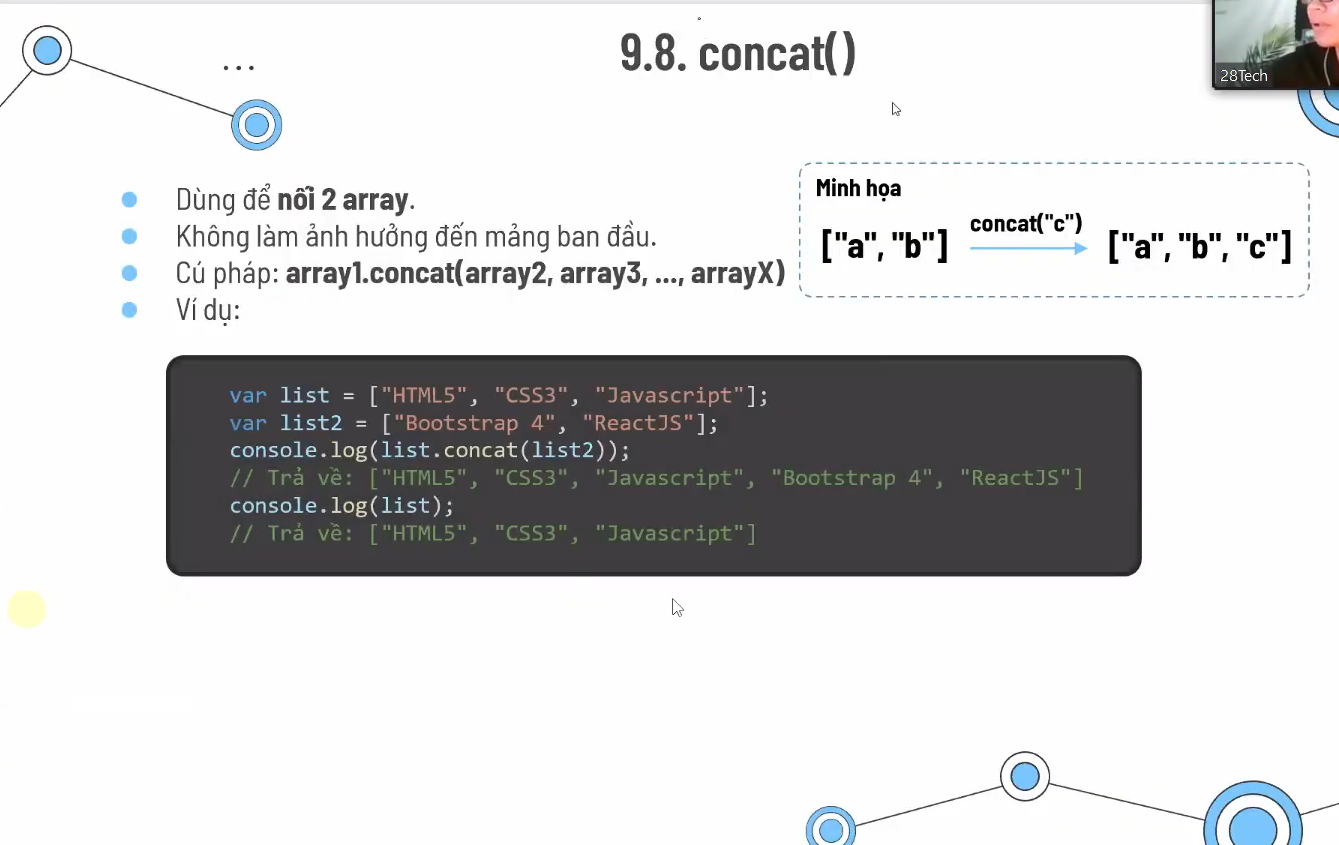 9.8. concat()
28Tech
...
Dùng để nối 2 array.
Không làm ảnh hưởng đến mảng ban đầu.
Cú pháp: array1.concat(array2, array3, ..., arrayX)
Ví dụ:
Minh họa
["a", "b"] concat("c") ["a", "b", "c"]
var list = ["HTML5", "CSS3", "Javascript"];
var list2 = ["Bootstrap 4", "ReactJS"];
console.log(list.concat(list2));
// Trả về: ["HTML5", "CSS3", "Javascript", "Bootstrap 4", "ReactJS"]
console.log(list);
// Trả về: ["HTML5", "CSS3", "Javascript"]